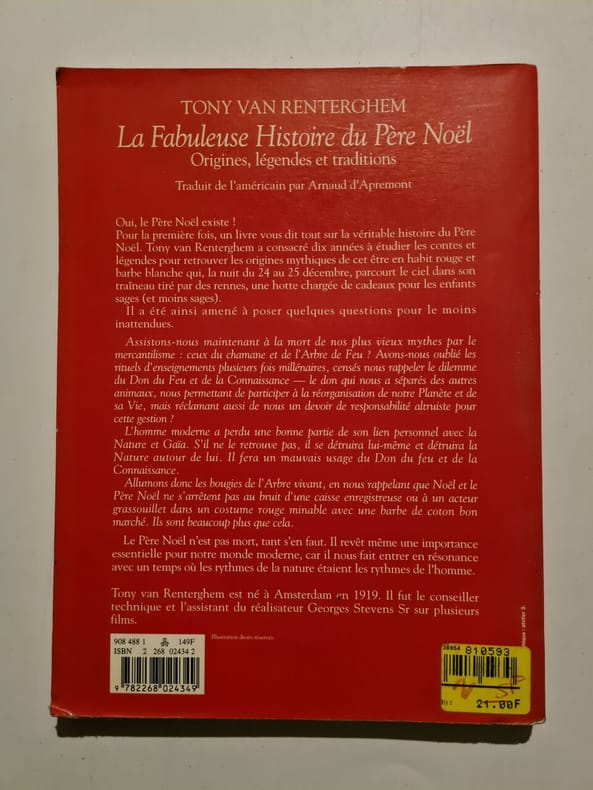 TONY VAN RENTERGHEM
La Fabuleuse Histoire du Père Noël
Origines, légendes et traditions
Traduit de l'américain par Arnaud d'Apremont
Oui, le Père Noël existe !
Pour la première fois, un livre vous dit tout sur la véritable histoire du Père
Noël. Tony van Renterghem a consacré dix années à étudier les contes et
légendes pour retrouver les origines mythiques de cet être en habit rouge et
barbe blanche qui, la nuit du 24 au 25 décembre, parcourt le ciel dans son
traîneau tiré par des rennes, une hotte chargée de cadeaux pour les enfants
sages (et moins sages).
Il a été ainsi amené à poser quelques questions pour le moins
inattendues.
Assistons-nous maintenant à la mort de nos plus vieux mythes par le
mercantilisme : ceux du chamane et de l'Arbre de Feu ? Avons-nous oublié les
rituels d'enseignements plusieurs fois millénaires, censés nous rappeler le dilemme
du Don du Feu et de la Connaissance — le don qui nous a séparés des autres
animaux, nous permettant de participer à la réorganisation de notre Planète et de
sa Vie, mais réclamant aussi de nous un devoir de responsabilité altruiste pour
cette gestion ?
L'homme moderne a perdu une bonne partie de son lien personnel avec la
Nature et Gaïa. S'il ne le retrouve pas, il se détruira lui-même et détruira la
Nature autour de lui. Il fera un mauvais usage du Don du feu et de la
Connaissance.
Allumons donc les bougies de l'Arbre vivant, en nous rappelant que Noël et le
Père Noël ne s'arrêtent pas au bruit d'une caisse enregistreuse ou à un acteur
grassouillet dans un costume rouge minable avec une barbe de coton bon
marché. Ils sont beaucoup plus que cela.
Le Père Noël n'est pas mort, tant s'en faut. Il revêt même une importance
essentielle pour notre monde moderne, car il nous fait entrer en résonance
avec un temps où les rythmes de la nature étaient les rythmes de l'homme.
Tony van Renterghem est né à Amsterdam en 1919. Il fut le conseiller
technique et l'assistant du réalisateur Georges Stevens Sr sur plusieurs
films.
908 488 1 149F
ISBN 2 268 02434 2
9 782268 024349
Illustration droits réservés.
810593
21.00F